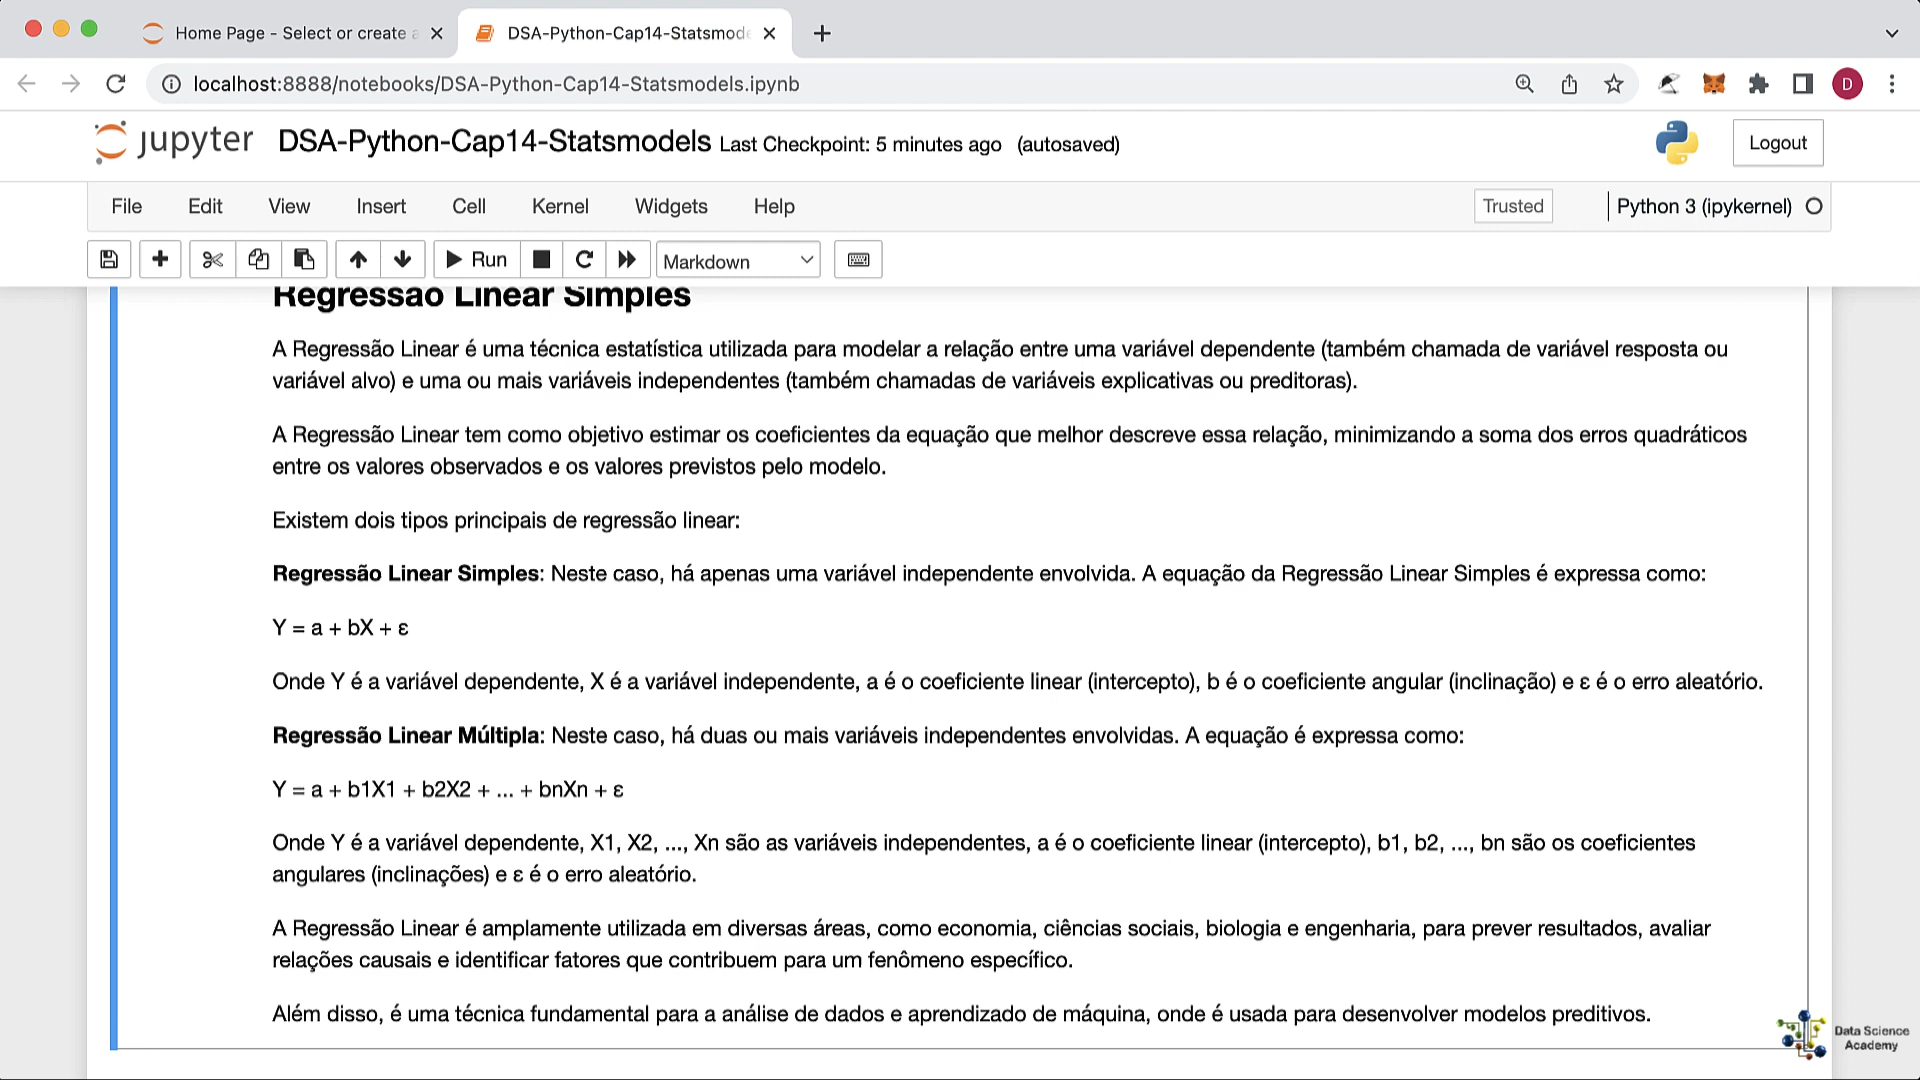 Home Page - Select or create a
DSA-Python-Cap14-Statsmode
localhost:8888/notebooks/DSA-Python-Cap14-Statsmodels.ipynb
D
jupyter DSA-Python-Cap14-Statsmodels Last Checkpoint: 5 minutes ago (autosaved)
Logout
File Edit View Insert Cell Kernel Widgets Help
Trusted
Python 3 (ipykernel)
Run
Markdown
Regressão Linear Simples
A Regressão Linear é uma técnica estatística utilizada para modelar a relação entre uma variável dependente (também chamada de variável resposta ou
variável alvo) e uma ou mais variáveis independentes (também chamadas de variáveis explicativas ou preditoras).
A Regressão Linear tem como objetivo estimar os coeficientes da equação que melhor descreve essa relação, minimizando a soma dos erros quadráticos
entre os valores observados e os valores previstos pelo modelo.
Existem dois tipos principais de regressão linear:
Regressão Linear Simples: Neste caso, há apenas uma variável independente envolvida. A equação da Regressão Linear Simples é expressa como:
Y = a + bX + ε
Onde Y é a variável dependente, X é a variável independente, a é o coeficiente linear (intercepto), b é o coeficiente angular (inclinação) e ε é o erro aleatório.
Regressão Linear Múltipla: Neste caso, há duas ou mais variáveis independentes envolvidas. A equação é expressa como:
Y = a + b1X1 + b2X2 + ... + bnXn + ε
Onde Y é a variável dependente, X1, X2, ..., Xn são as variáveis independentes, a é o coeficiente linear (intercepto), b1, b2, ..., bn são os coeficientes
angulares (inclinações) e ε é o erro aleatório.
A Regressão Linear é amplamente utilizada em diversas áreas, como economia, ciências sociais, biologia e engenharia, para prever resultados, avaliar
relações causais e identificar fatores que contribuem para um fenômeno específico.
Além disso, é uma técnica fundamental para a análise de dados e aprendizado de máquina, onde é usada para desenvolver modelos preditivos.
Data Science
Academy